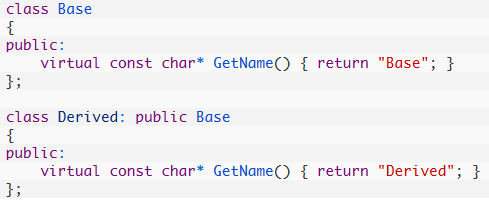 class Base
{
public:
    virtual const char* GetName() { return "Base"; }
};

class Derived: public Base
{
public:
    virtual const char* GetName() { return "Derived"; }
};